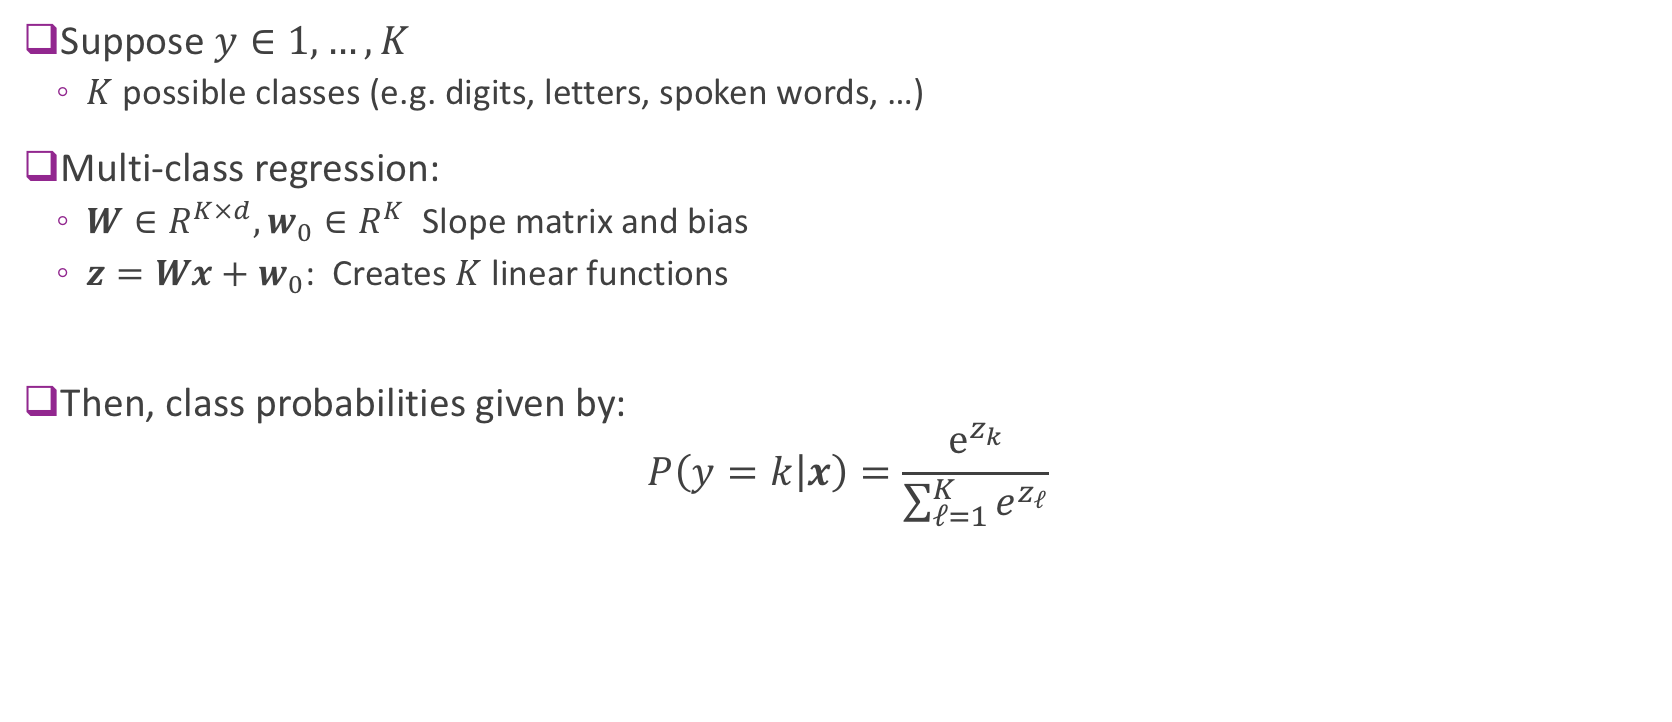 ❑Suppose 𝑦 ∈ 1, … , 𝐾
◦ 𝐾 possible classes (e.g. digits, letters, spoken words, …)
❑Multi-class regression:
◦ 𝑾 ∈ 𝑅^{𝐾×𝑑}, 𝒘_0 ∈ 𝑅^𝐾 Slope matrix and bias
◦ 𝒛 = 𝑾𝒙 + 𝒘_0: Creates 𝐾 linear functions
❑Then, class probabilities given by:
𝑃(𝑦 = 𝑘|𝒙) = \frac{e^{𝑧_𝑘}}{∑_{ℓ=1}^{𝐾} 𝑒^{𝑧_ℓ}}